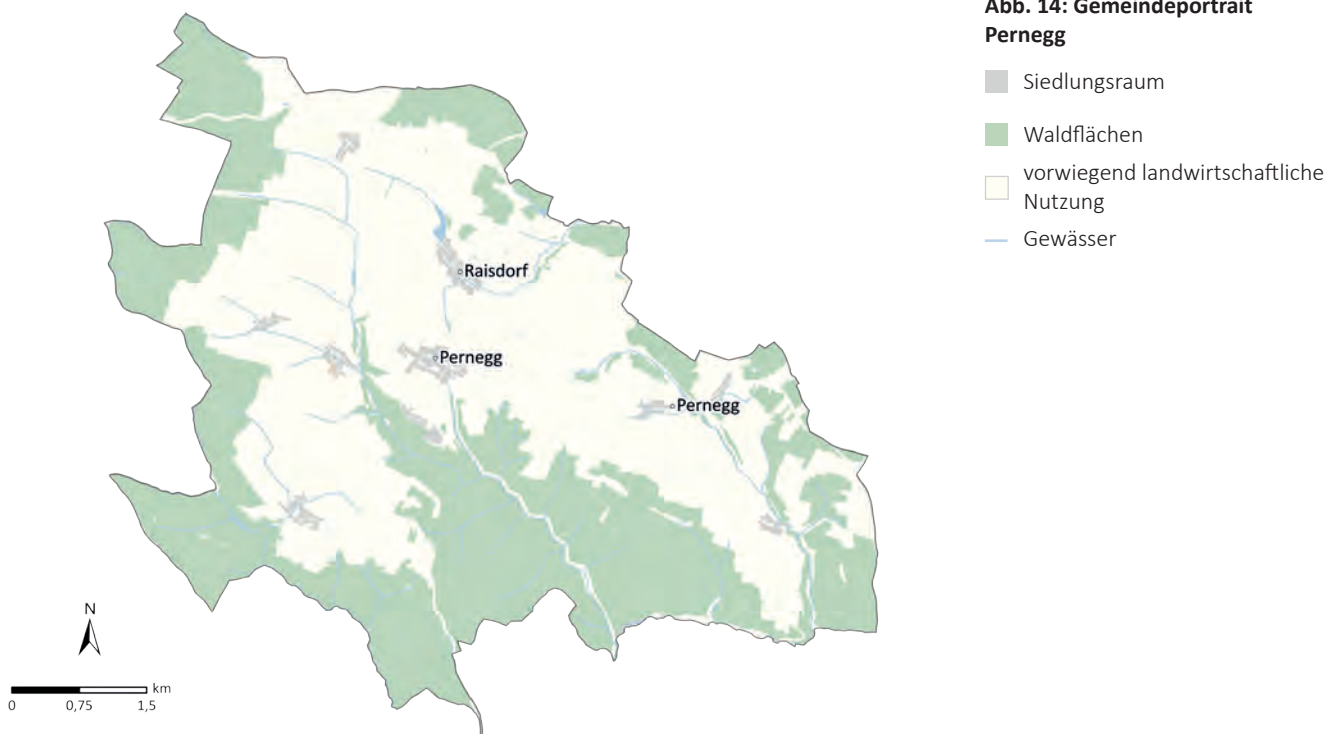 Abb. 14: Gemeindeportrait
Pernegg
Siedlungsraum
Waldflächen
vorwiegend landwirtschaftliche
Nutzung
Gewässer
Raisdorf
Pernegg
Pernegg
N
km
0 0,75 1,5